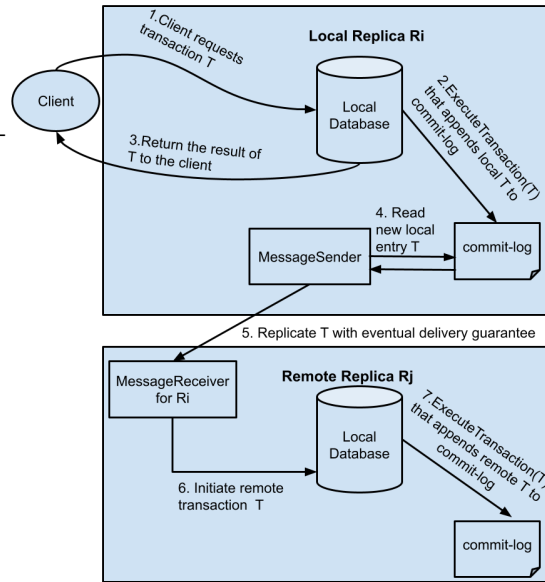 1.Client requests
transaction T
Local Replica Ri
Client
Local
Database
2.ExecuteTransaction(T)
that appends local T to
commit-log
3.Return the result of
T to the client
4. Read
new local
entry T
MessageSender
commit-log
5. Replicate T with eventual delivery guarantee
MessageReceiver
for Ri
Remote Replica Rj
Local
Database
7.ExecuteTransaction(T)
that appends remote T to
commit-log
6. Initiate remote
transaction T
commit-log